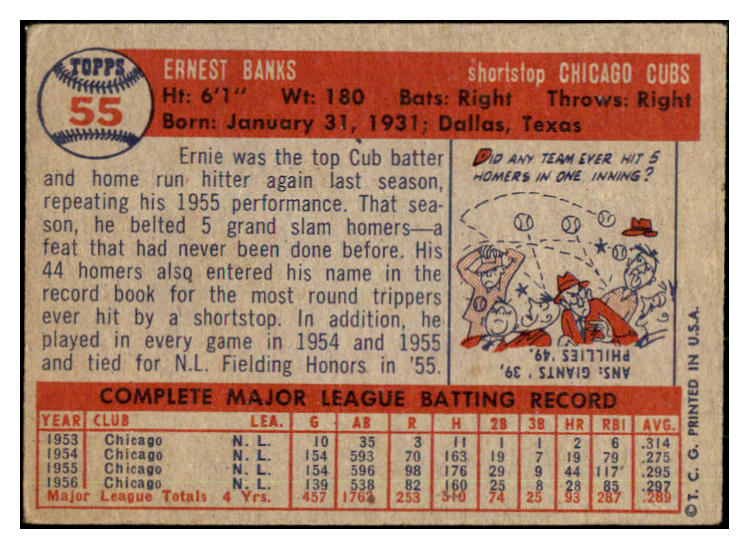 TOPPS
55
ERNEST BANKS shortstop CHICAGO CUBS
Ht: 6'1" Wt: 180 Bats: Right Throws: Right
Born: January 31, 1931; Dallas, Texas
Ernie was the top Cub batter
and home run hitter again last season,
repeating his 1955 performance. That sea-
son, he belted 5 grand slam homers—a
feat that had never been done before. His
44 homers also entered his name in the
record book for the most round trippers
ever hit by a shortstop. In addition, he
played in every game in 1954 and 1955
and tied for N.L. Fielding Honors in '55.
DID ANY TEAM EVER HIT 5
HOMERS IN ONE INNING?
ANS: GIANTS '39,
PHILLIES '49.
COMPLETE MAJOR LEAGUE BATTING RECORD
YEAR CLUB LEA. G AB R H 2B 3B HR RBI AVG.
1953 Chicago N. L. 10 35 3 11 1 1 2 6 .314
1954 Chicago N. L. 154 593 70 163 19 7 19 79 .275
1955 Chicago N. L. 154 596 98 176 29 9 44 117 .295
1956 Chicago N. L. 139 538 82 160 25 8 28 85 .297
Major League Totals 4 Yrs. 457 1762 253 510 74 25 93 287 .289
© T. C. G. PRINTED IN U.S.A.